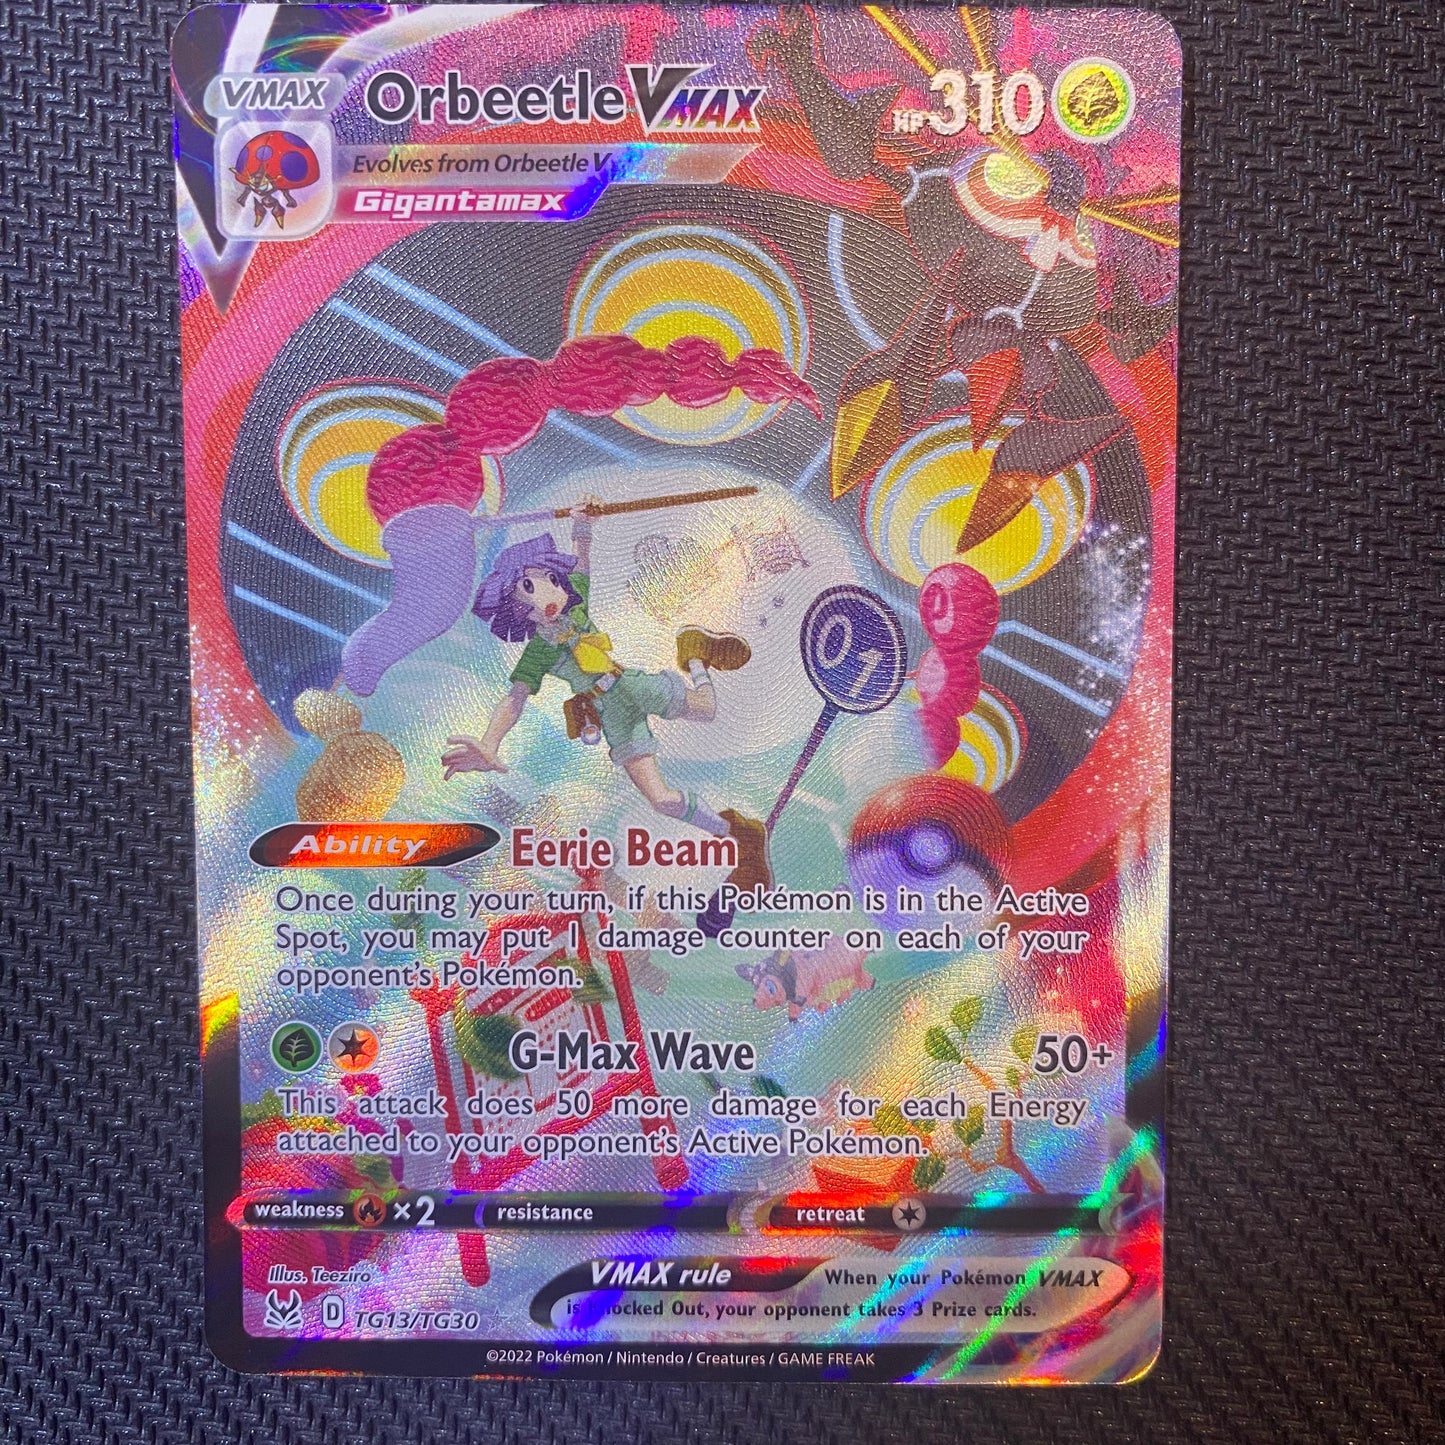 VMAX
Orbeetle VMAX
HP 310
Evolves from Orbeetle V
Gigantamax
01
Ability Eerie Beam
Once during your turn, if this Pokémon is in the Active
Spot, you may put 1 damage counter on each of your
opponent's Pokémon.
G-Max Wave 50+
This attack does 50 more damage for each Energy
attached to your opponent's Active Pokémon.
weakness ×2 resistance retreat
Illus. Teeziro
VMAX rule When your Pokémon VMAX
is Knocked Out, your opponent takes 3 Prize cards.
D TG13/TG30
©2022 Pokémon / Nintendo / Creatures / GAME FREAK